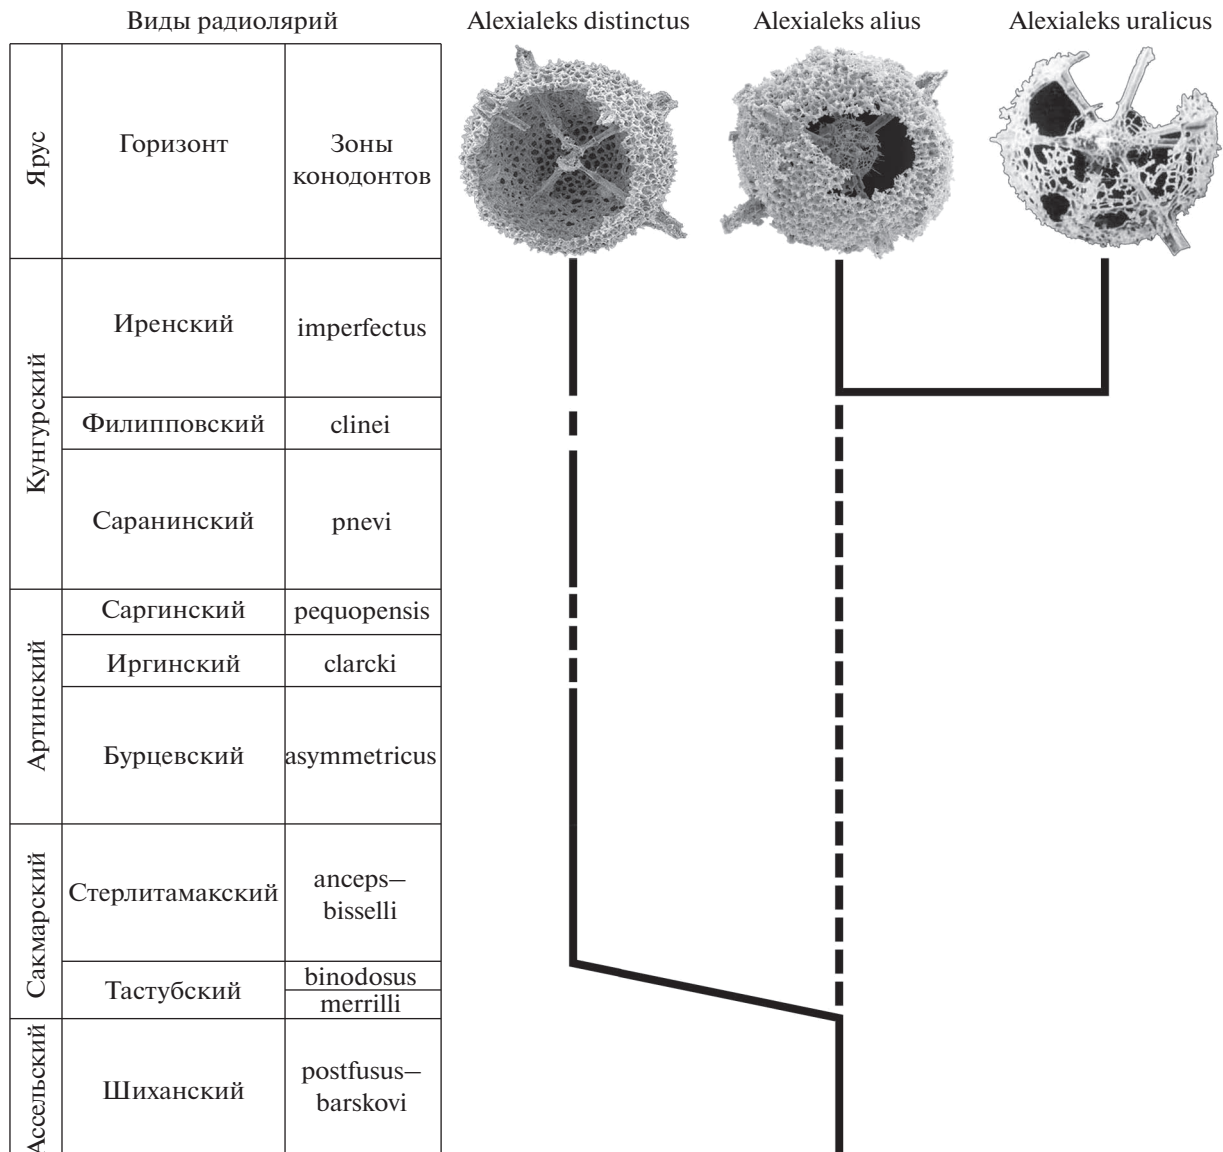 Виды радиолярий
Alexialeks distinctus
Alexialeks alius
Alexialeks uralicus
Ярус
Горизонт
Зоны
конодонтов
Кунгурский
Иренский
imperfectus
Филипповский
clinei
Саранинский
pnevi
Артинский
Саргинский
pequopensis
Иргинский
clarcki
Бурцевский
asymmetricus
Сакмарский
Стерлитамакский
anceps–
bisselli
Тастубский
binodosus
merrilli
Ассельский
Шиханский
postfusus–
barskovi